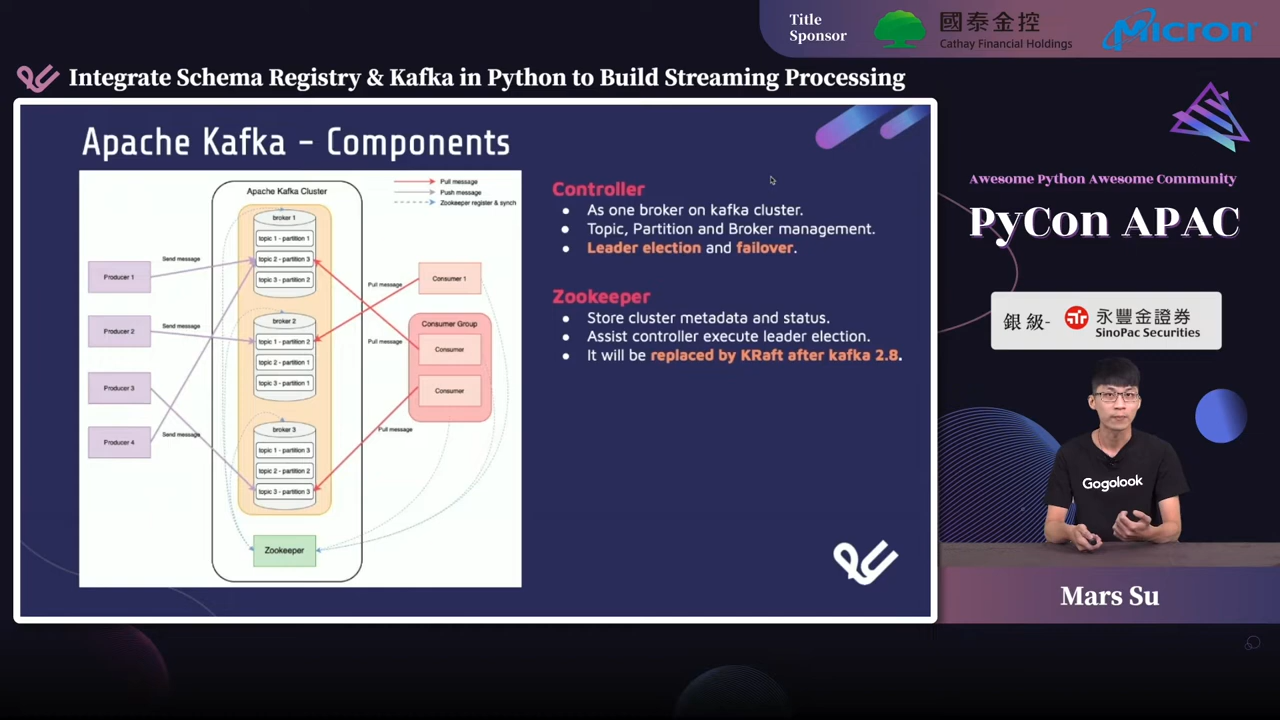 Title
Sponsor
國泰金控
Cathay Financial Holdings
Micron
Integrate Schema Registry & Kafka in Python to Build Streaming Processing
Apache Kafka - Components
Apache Kafka Cluster
Pull message
Push message
Zookeeper register & synch
broker 1
topic 1 - partition 1
topic 2 - partition 3
topic 3 - partition 2
broker 2
topic 1 - partition 2
topic 2 - partition 1
topic 3 - partition 1
broker 3
topic 1 - partition 3
topic 2 - partition 2
topic 3 - partition 3
Zookeeper
Producer 1
Producer 2
Producer 3
Producer 4
Send message
Send message
Send message
Pull message
Pull message
Pull message
Consumer 1
Consumer Group
Consumer
Consumer
Controller
• As one broker on kafka cluster.
• Topic, Partition and Broker management.
• Leader election and failover.
Zookeeper
• Store cluster metadata and status.
• Assist controller execute leader election.
• It will be replaced by KRaft after kafka 2.8.
Awesome Python Awesome Community
PyCon APAC
銀級-
永豐金證券
SinoPac Securities
Gogolook
Mars Su